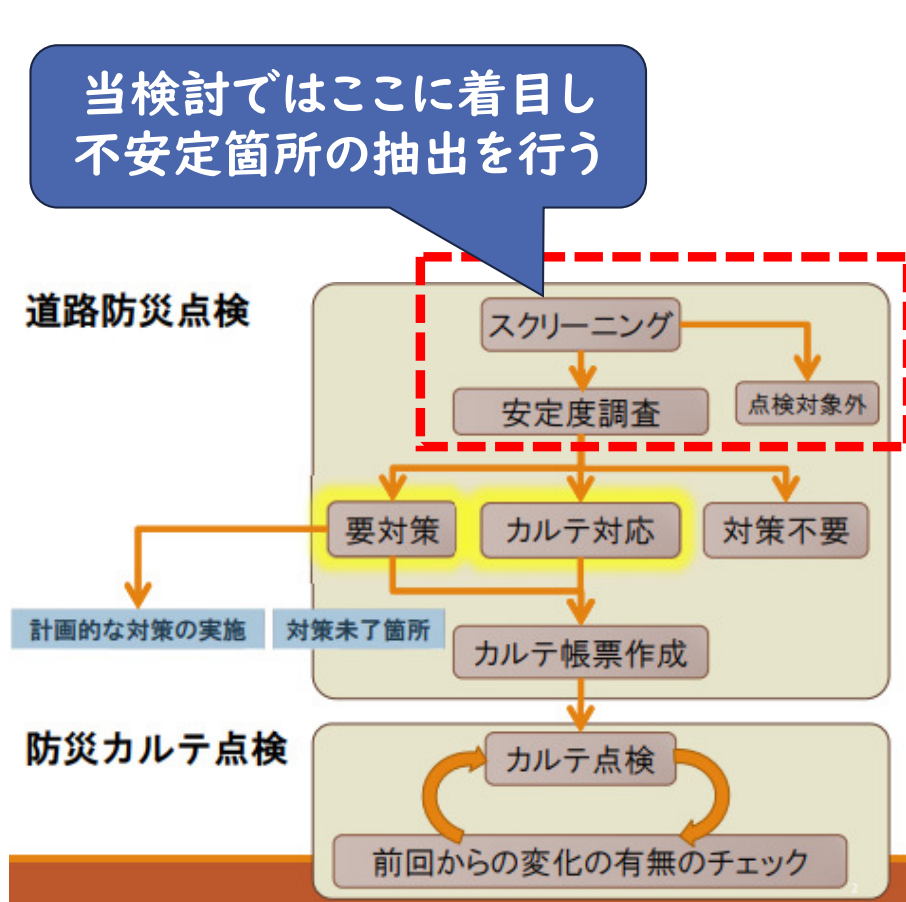 当検討ではここに着目し
不安定箇所の抽出を行う
道路防災点検
スクリーニング
点検対象外
安定度調査
要対策
カルテ対応
対策不要
計画的な対策の実施
対策未了箇所
カルテ帳票作成
防災カルテ点検
カルテ点検
前回からの変化の有無のチェック
2